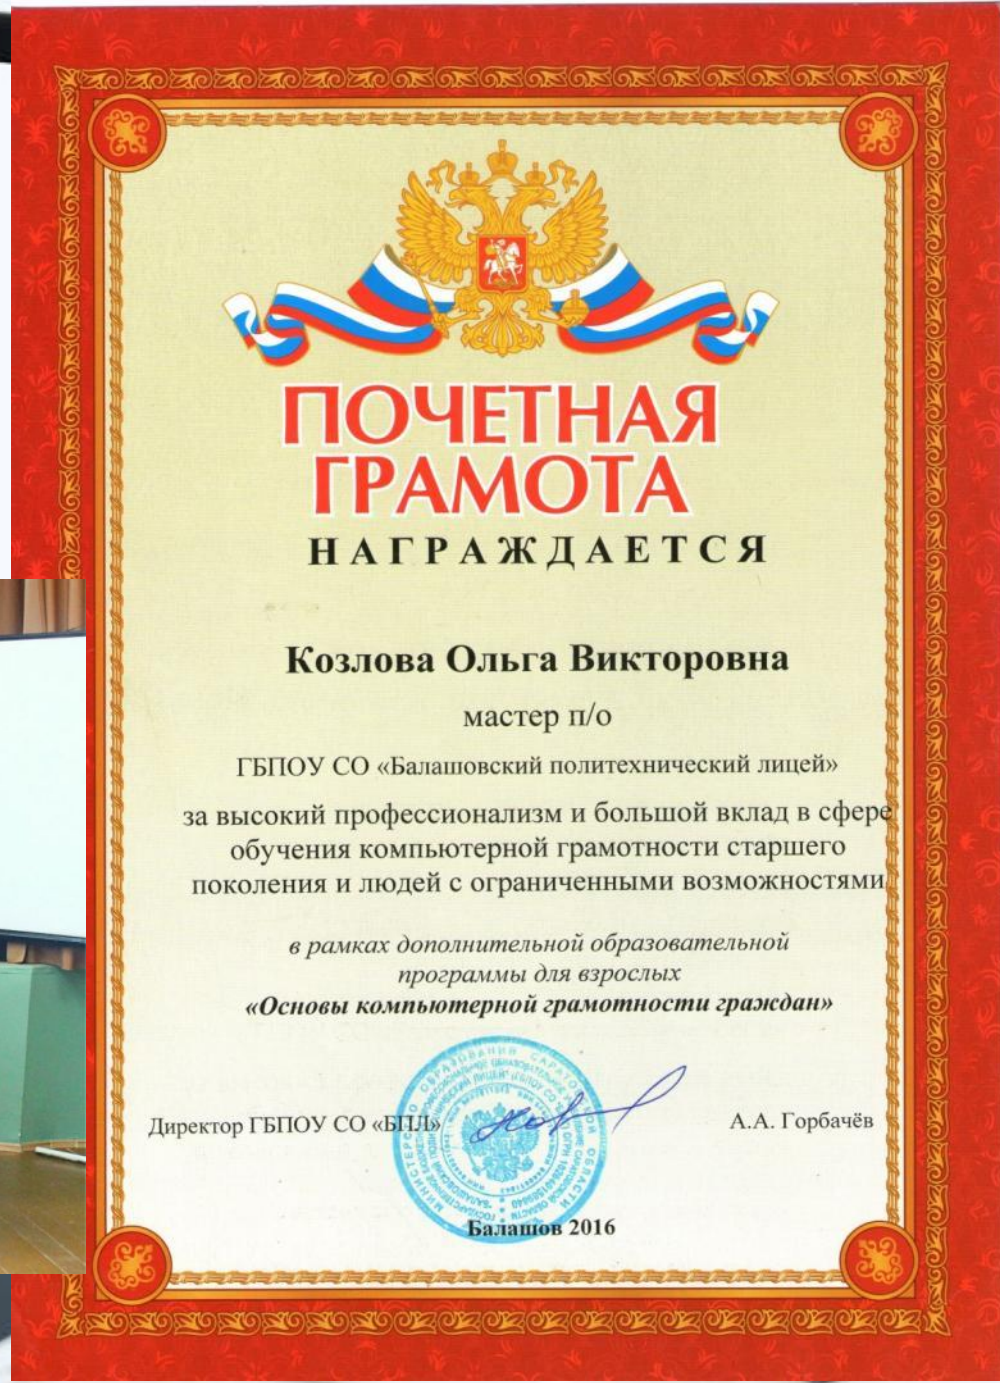 ПОЧЕТНАЯ
ГРАМОТА
НАГРАЖДАЕТСЯ
Козлова Ольга Викторовна
мастер п/о
ГБПОУ СО «Балашовский политехнический лицей»
за высокий профессионализм и большой вклад в сфере
обучения компьютерной грамотности старшего
поколения и людей с ограниченными возможностями
в рамках дополнительной образовательной
программы для взрослых
«Основы компьютерной грамотности граждан»
Директор ГБПОУ СО «БПЛ»
А.А. Горбачёв
Балашов 2016